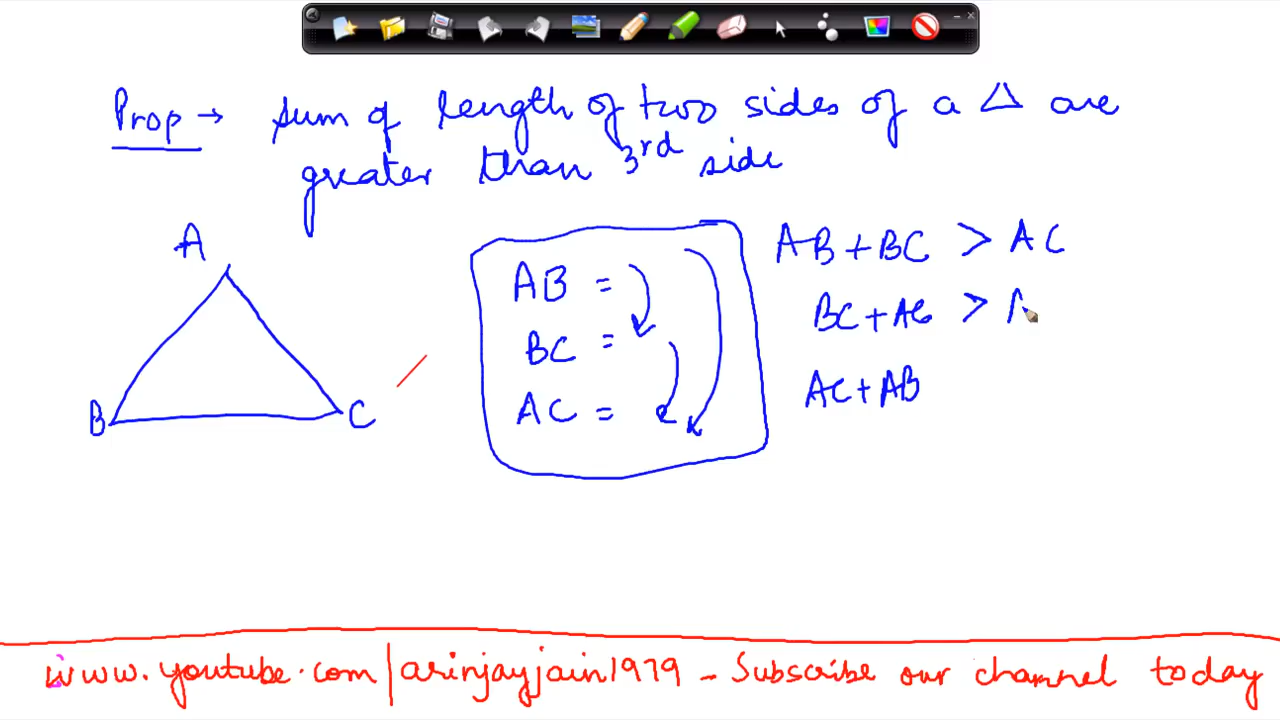 Prop → Sum of length of two sides of a Δ are
greater than 3rd side
A
B
C
AB =
BC =
AC =
AB + BC > AC
BC + AC > A
AC + AB
www.youtube.com/arinjayjain1979 - Subscribe our channel today